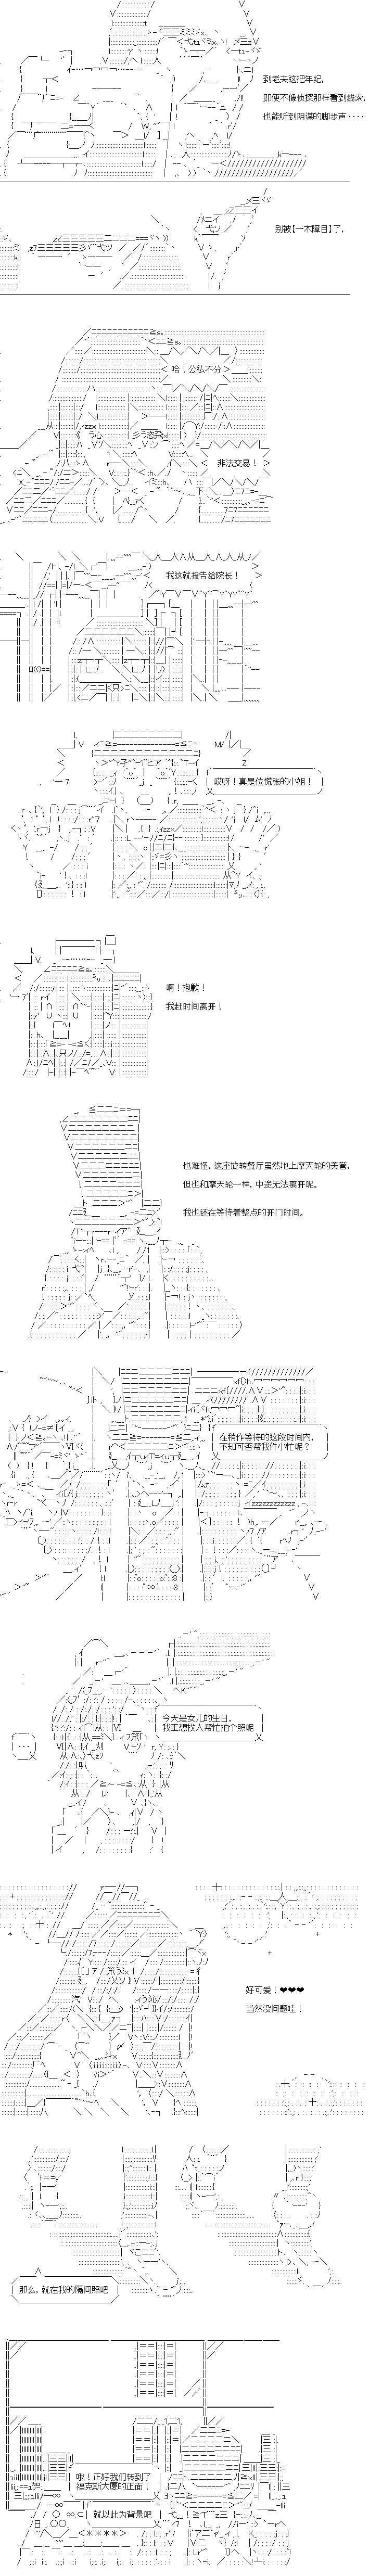 到老夫这把年纪，
即便不像侦探那样看到线索，
也能听到阴谋的脚步声・・・・
别被【一木障目】了，
哈！公私不分
非法交易！
我这就报告给院长！
哎呀！真是位慌张的小姐！
啊！抱歉！
我赶时间离开！
也难怪，这座旋转餐厅虽然地上摩天轮的美誉，
但也和摩天轮一样，中途无法离开呢。
我也还在等待着整点的开门时间。
在稍作等待的这段时间内，
不知可否帮我件小忙呢？
今天是女儿的生日，
我正想找人帮忙拍个照呢
・・・
好可爱！❤❤❤
当然没问题哇！
那么，就在我的隔间照吧
哦！正好我们转到了
福克斯大厦的正面！
就以此为背景吧